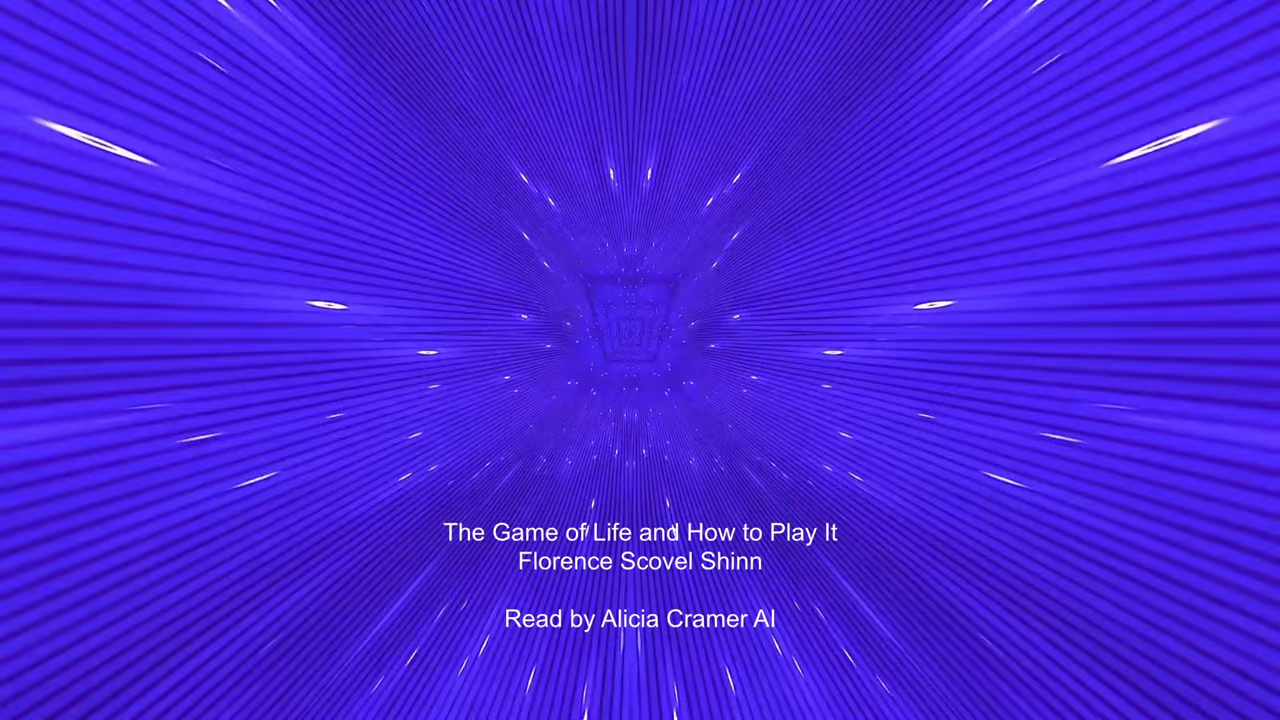 The Game of Life and How to Play It
Florence Scovel Shinn
Read by Alicia Cramer AI